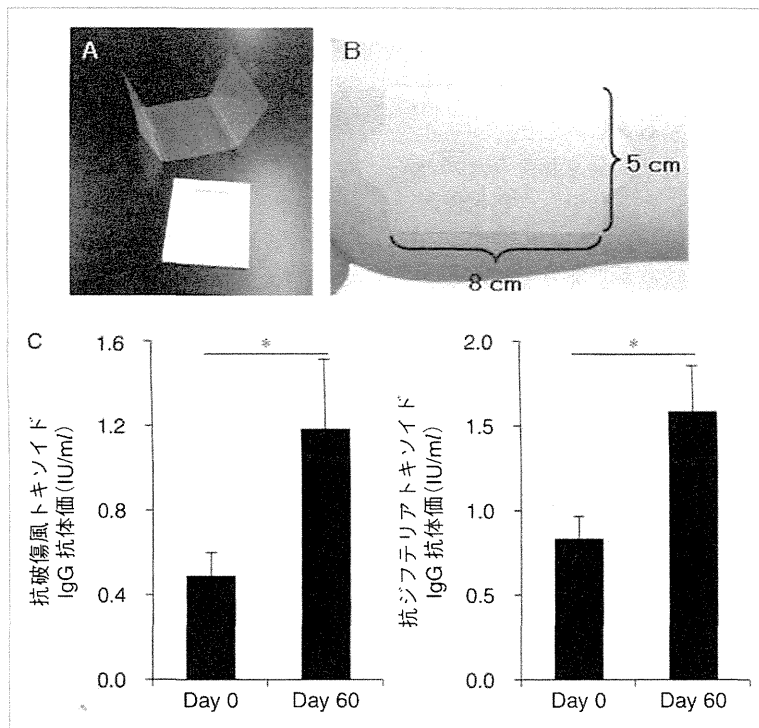 A
B
5 cm
8 cm
C
抗破傷風トキソイド
IgG 抗体価(IU/ml)
1.6
1.2
0.8
0.4
0.0
*
Day 0
Day 60
抗ジフテリアトキソイド
IgG 抗体価(IU/ml)
2.0
1.5
1.0
0.5
0.0
*
Day 0
Day 60